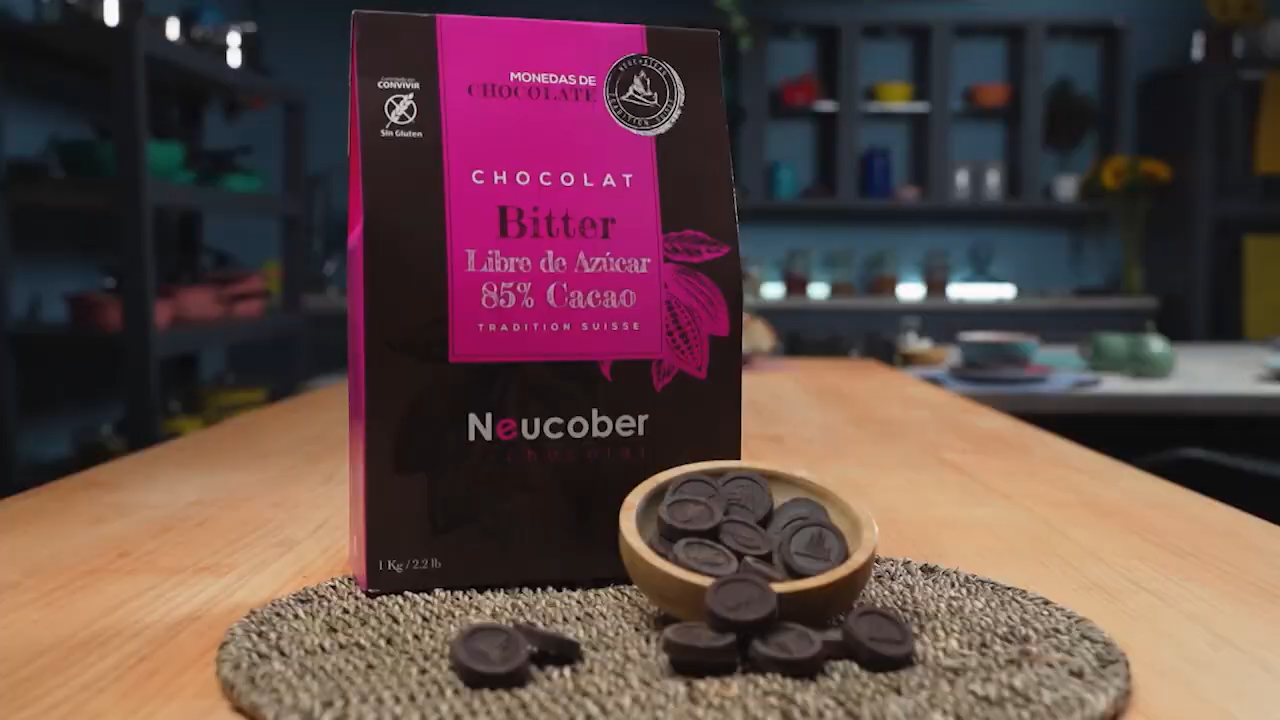 CONVIVIR
Sin Gluten
MONEDAS DE
CHOCOLATE
CHOCOLAT
Bitter
Libre de Azúcar
85% Cacao
TRADITION SUISSE
Neucober
chocolat
1 Kg / 2.2 lb